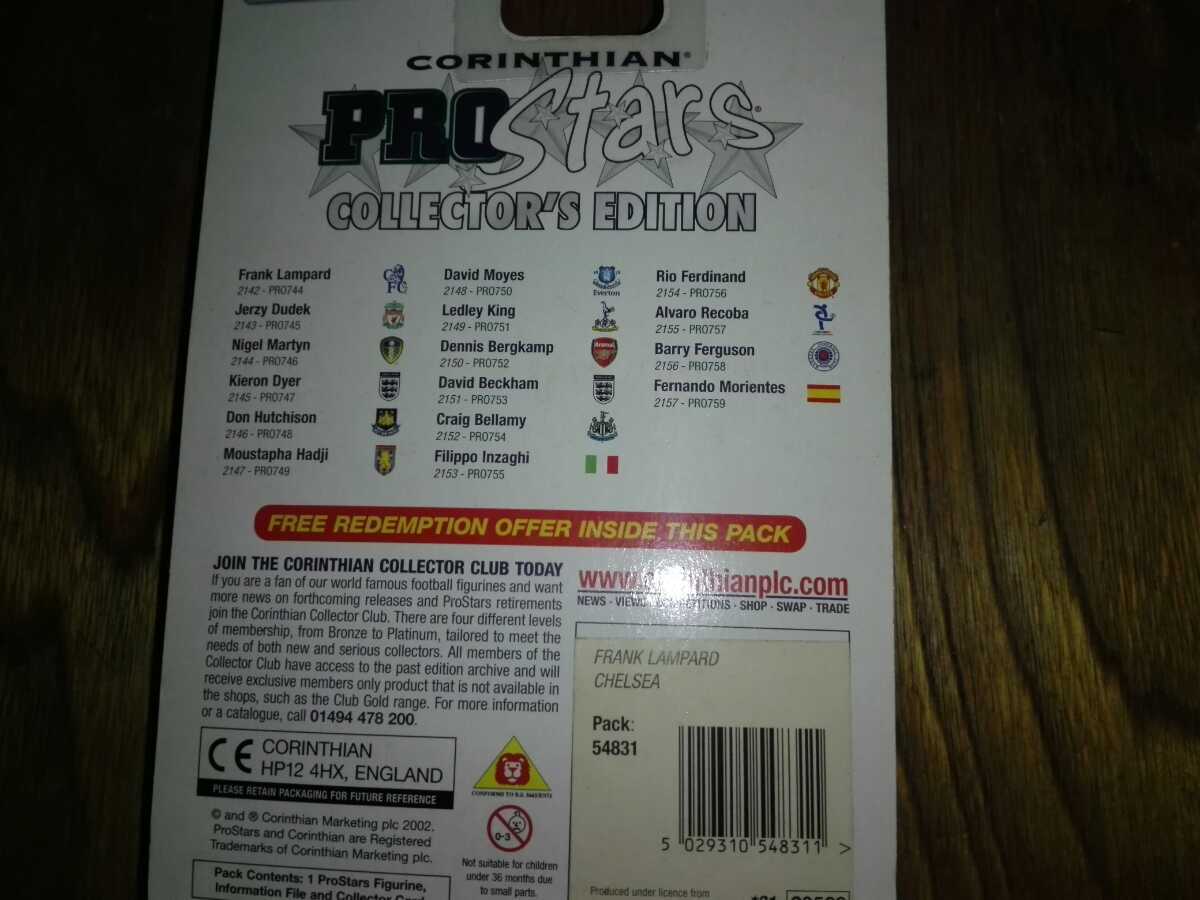 CORINTHIAN®
PROStars®
COLLECTOR'S EDITION
Frank Lampard
2142 - PRO744
Jerzy Dudek
2143 - PRO745
Nigel Martyn
2144 - PRO746
Kieron Dyer
2145 - PRO747
Don Hutchison
2146 - PRO748
Moustapha Hadji
2147 - PRO749
David Moyes
2148 - PRO750
Everton
Ledley King
2149 - PRO751
Dennis Bergkamp
2150 - PRO752
Arsenal
David Beckham
2151 - PRO753
Craig Bellamy
2152 - PRO754
Filippo Inzaghi
2153 - PRO755
Rio Ferdinand
2154 - PRO756
Alvaro Recoba
2155 - PRO757
Barry Ferguson
2156 - PRO758
Fernando Morientes
2157 - PRO759
FREE REDEMPTION OFFER INSIDE THIS PACK
JOIN THE CORINTHIAN COLLECTOR CLUB TODAY
If you are a fan of our world famous football figurines and want
more news on forthcoming releases and ProStars retirements
join the Corinthian Collector Club. There are four different levels
of membership, from Bronze to Platinum, tailored to meet the
needs of both new and serious collectors. All members of the
Collector Club have access to the past edition archive and will
receive exclusive members only product that is not available in
the shops, such as the Club Gold range. For more information
or a catalogue, call 01494 478 200.
CE CORINTHIAN
HP12 4HX, ENGLAND
PLEASE RETAIN PACKAGING FOR FUTURE REFERENCE
© and ® Corinthian Marketing plc 2002.
ProStars and Corinthian are Registered
Trademarks of Corinthian Marketing plc.
Pack Contents: 1 ProStars Figurine,
Information File and Collector
0-3
Not suitable for children
under 36 months due
to small parts.
www.corinthianplc.com
NEWS - VIEWS - COMPETITIONS - SHOP - SWAP - TRADE
FRANK LAMPARD
CHELSEA
Pack:
54831
5 029310 548311 >
Produced under licence from